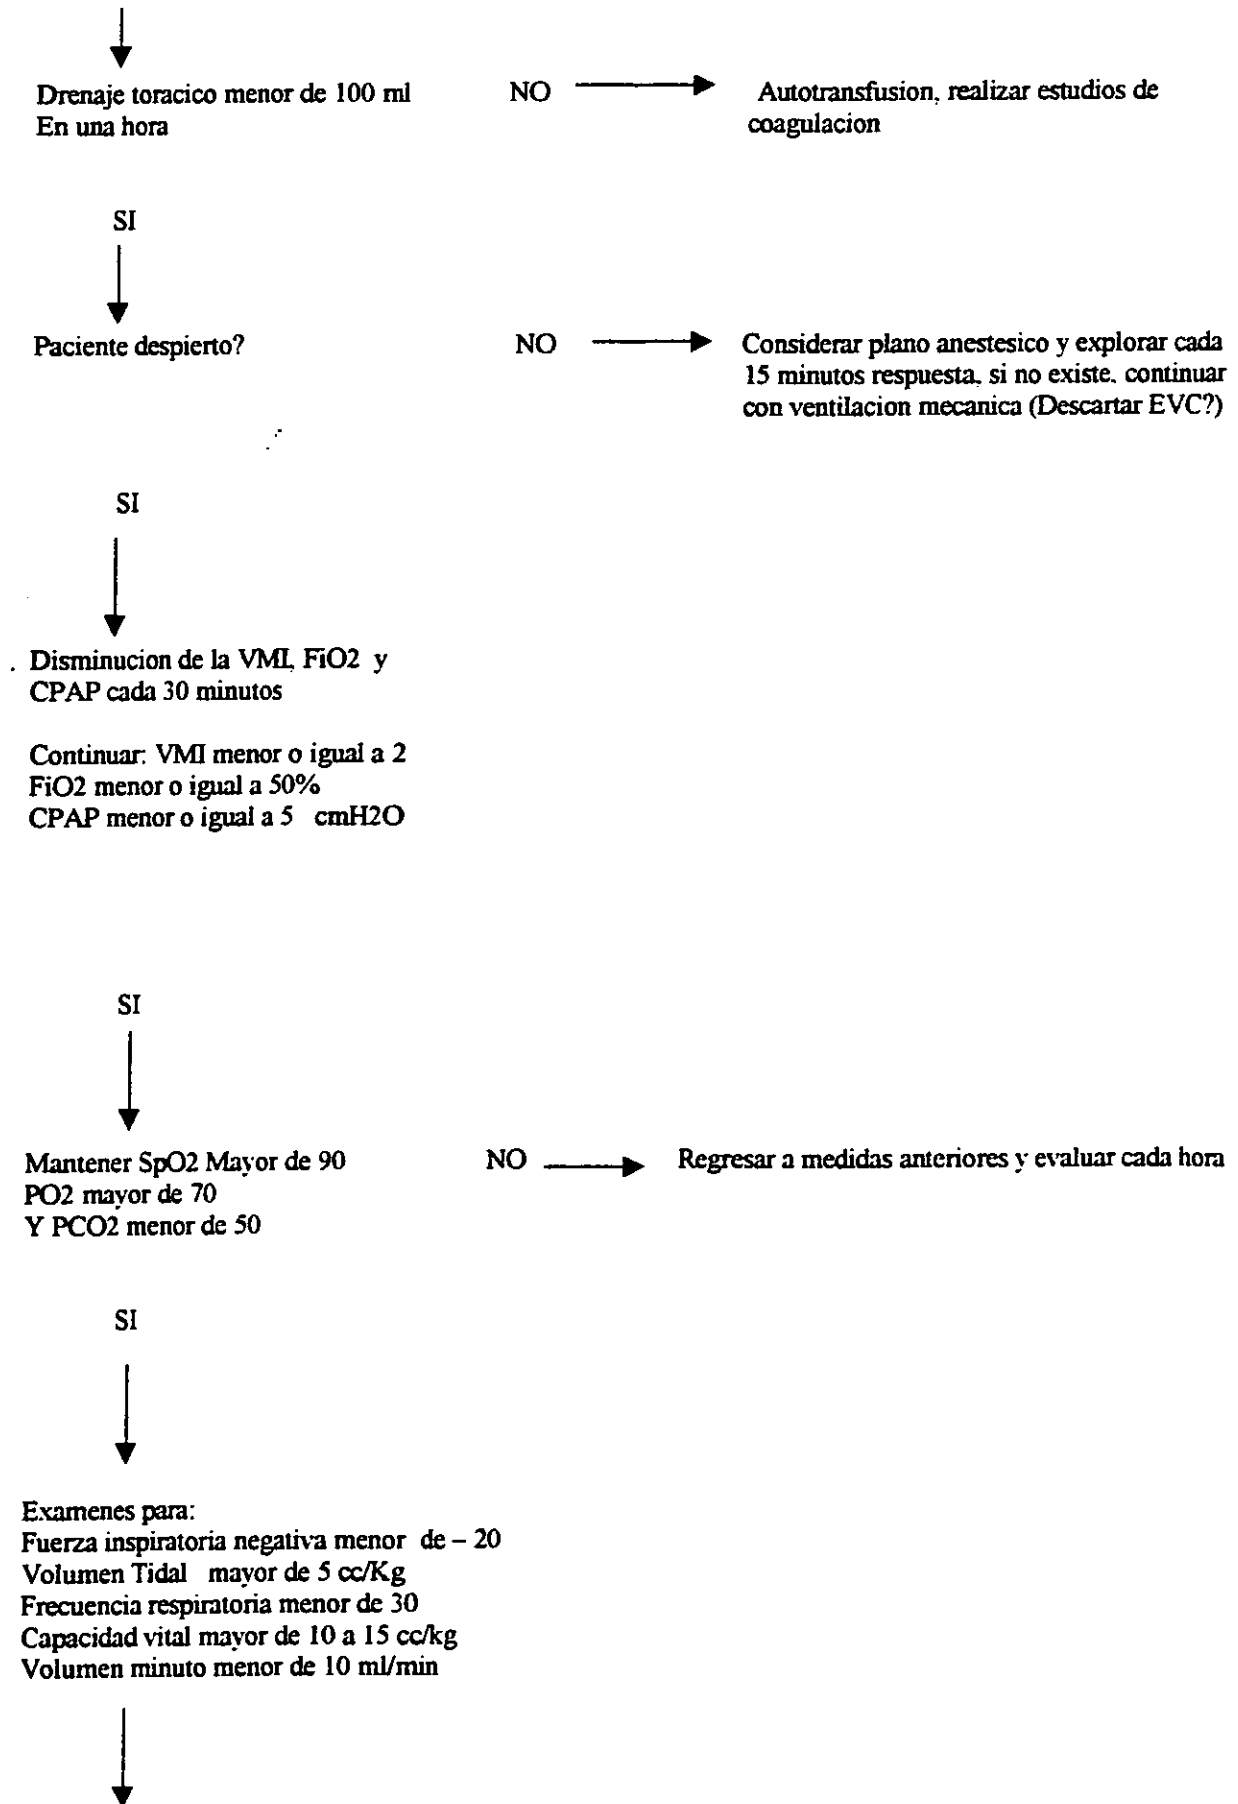 Drenaje toracico menor de 100 ml
En una hora
NO
Autotransfusion, realizar estudios de
coagulacion
SI
Paciente despierto?
NO
Considerar plano anestesico y explorar cada
15 minutos respuesta, si no existe, continuar
con ventilacion mecanica (Descartar EVC?)
SI
Disminucion de la VMI, FiO2 y
CPAP cada 30 minutos
Continuar: VMI menor o igual a 2
FiO2 menor o igual a 50%
CPAP menor o igual a 5 cmH2O
SI
Mantener SpO2 Mayor de 90
PO2 mayor de 70
Y PCO2 menor de 50
NO
Regresar a medidas anteriores y evaluar cada hora
SI
Examenes para:
Fuerza inspiratoria negativa menor de – 20
Volumen Tidal mayor de 5 cc/Kg
Frecuencia respiratoria menor de 30
Capacidad vital mayor de 10 a 15 cc/kg
Volumen minuto menor de 10 ml/min